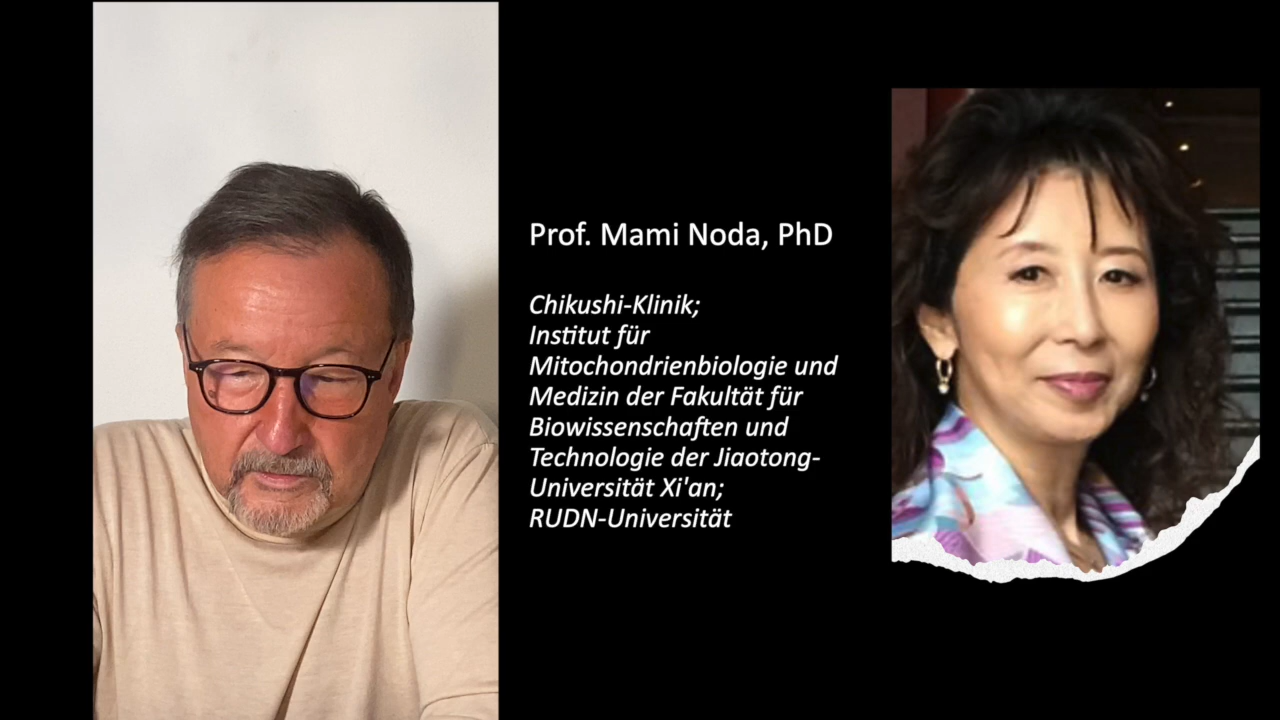 Prof. Mami Noda, PhD
Chikushi-Klinik;
Institut für
Mitochondrienbiologie und
Medizin der Fakultät für
Biowissenschaften und
Technologie der Jiaotong-
Universität Xi'an;
RUDN-Universität